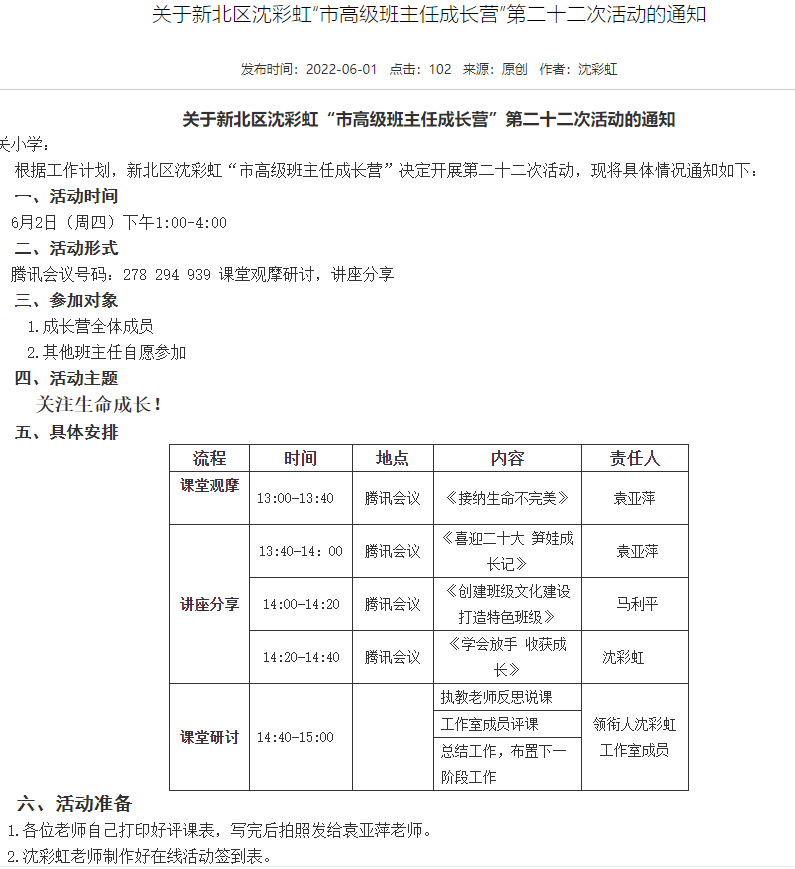 关于新北区沈彩虹“市高级班主任成长营”第二十二次活动的通知
发布时间：2022-06-01 点击：102 来源：原创 作者：沈彩虹
关于新北区沈彩虹“市高级班主任成长营”第二十二次活动的通知
关小学：
根据工作计划，新北区沈彩虹“市高级班主任成长营”决定开展第二十二次活动，现将具体情况通知如下：
一、活动时间
6月2日（周四）下午1:00-4:00
二、活动形式
腾讯会议号码：278 294 939 课堂观摩研讨，讲座分享
三、参加对象
1.成长营全体成员
2.其他班主任自愿参加
四、活动主题
关注生命成长！
五、具体安排
流程 时间 地点 内容 责任人
课堂观摩 13:00-13:40 腾讯会议 《接纳生命不完美》 袁亚萍
讲座分享
13:40-14：00 腾讯会议 《喜迎二十大 笋娃成
长记》 袁亚萍
14:00-14:20 腾讯会议 《创建班级文化建设
打造特色班级》 马利平
14:20-14:40 腾讯会议 《学会放手 收获成
长》 沈彩虹
课堂研讨 14:40-15:00
执教老师反思说课
工作室成员评课
总结工作，布置下一
阶段工作
领衔人沈彩虹
工作室成员
六、活动准备
1.各位老师自己打印好评课表，写完后拍照发给袁亚萍老师。
2.沈彩虹老师制作好在线活动签到表。